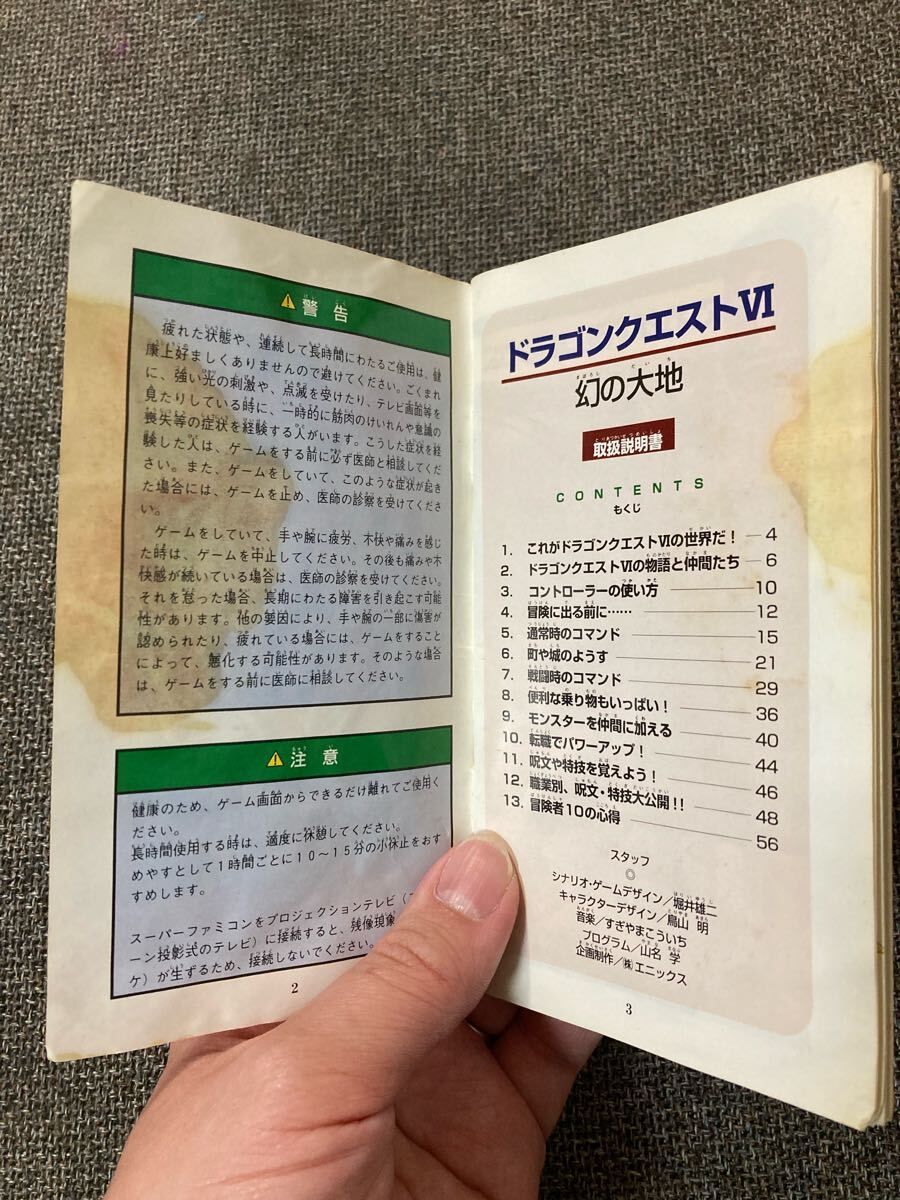 警告
疲れた状態や、連続して長時間にわたるご使用は、健
康上好ましくありませんので避けてください。ごくまれ
に、強い光の刺激や、点滅を受けたり、テレビ画面等を
見たりしている時に、一時的に筋肉のけいれんや意識の
喪失等の症状を経験する人がいます。こうした症状を経
験した人は、ゲームをする前に必ず医師と相談してくだ
さい。また、ゲームをしていて、このような症状が起き
た場合には、ゲームを止め、医師の診察を受けてくださ
い。
ゲームをしていて、手や腕に疲労、不快や痛みを感じ
た時は、ゲームを中止してください。その後も痛みや不
快感が続いている場合は、医師の診察を受けてください。
それを怠った場合、長期にわたる障害を引き起こす可能
性があります。他の要因により、手や腕の一部に傷害が
認められたり、疲れている場合には、ゲームをすること
によって、悪化する可能性があります。そのような場合
は、ゲームをする前に医師に相談してください。
注意
健康のため、ゲーム画面からできるだけ離れてご使用く
ださい。
長時間使用する時は、適度に休憩してください。
めやすとして1時間ごとに10〜15分の小休止をおす
すめします。
スーパーファミコンをプロジェクションテレビ(ス
ーン投影式のテレビ)に接続すると、残像現象
ケ)が生ずるため、接続しないでください。
2
ドラゴンクエストVI
幻の大地
取扱説明書
CONTENTS
もくじ
1. これがドラゴンクエストVIの世界だ! 4
2. ドラゴンクエストVIの物語と仲間たち 6
3. コントローラーの使い方 10
4. 冒険に出る前に…… 12
5. 通常時のコマンド 15
6. 町や城のようす 21
7. 戦闘時のコマンド 29
8. 便利な乗り物もいっぱい! 36
9. モンスターを仲間に加える 40
10. 転職でパワーアップ! 44
11. 呪文や特技を覚えよう! 46
12. 職業別、呪文・特技大公開!! 48
13. 冒険者10の心得 56
スタッフ
◎
シナリオ・ゲームデザイン/堀井雄二
キャラクターデザイン/鳥山 明
音楽/すぎやまこういち
プログラム/山名 学
企画制作/(株)エニックス
3